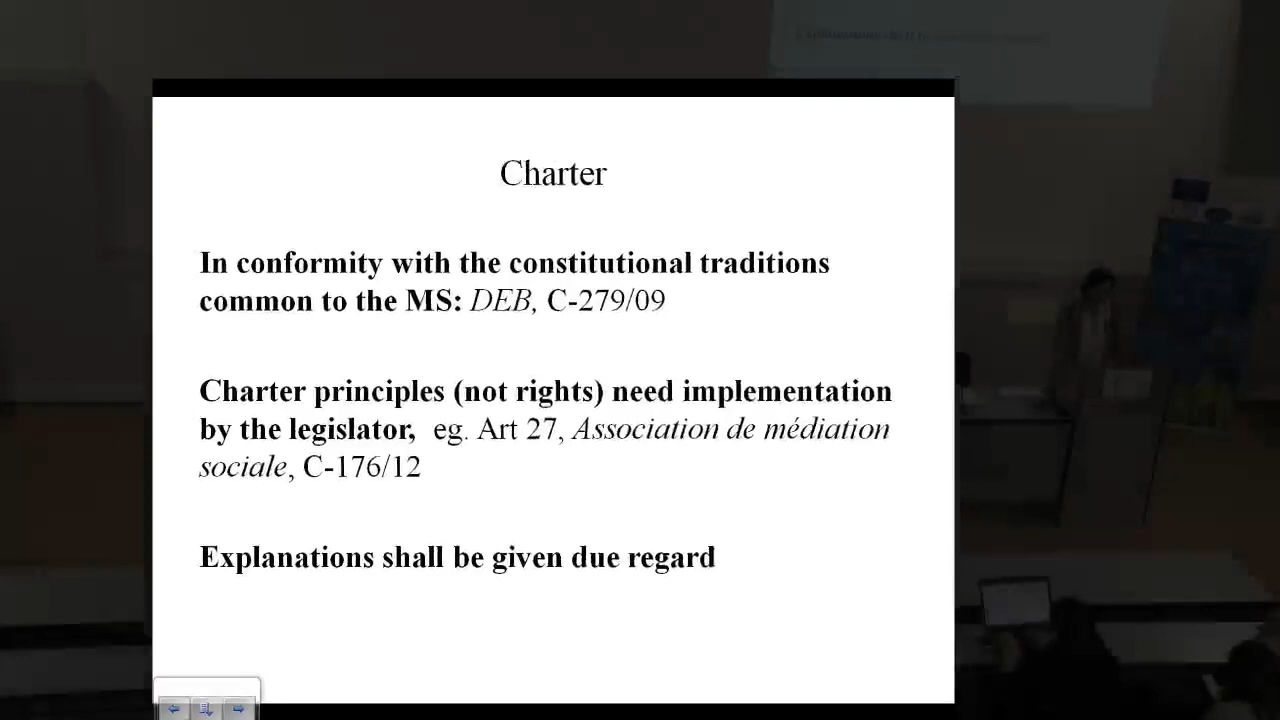 Charter
In conformity with the constitutional traditions
common to the MS: DEB, C-279/09
Charter principles (not rights) need implementation
by the legislator, eg. Art 27, Association de médiation
sociale, C-176/12
Explanations shall be given due regard